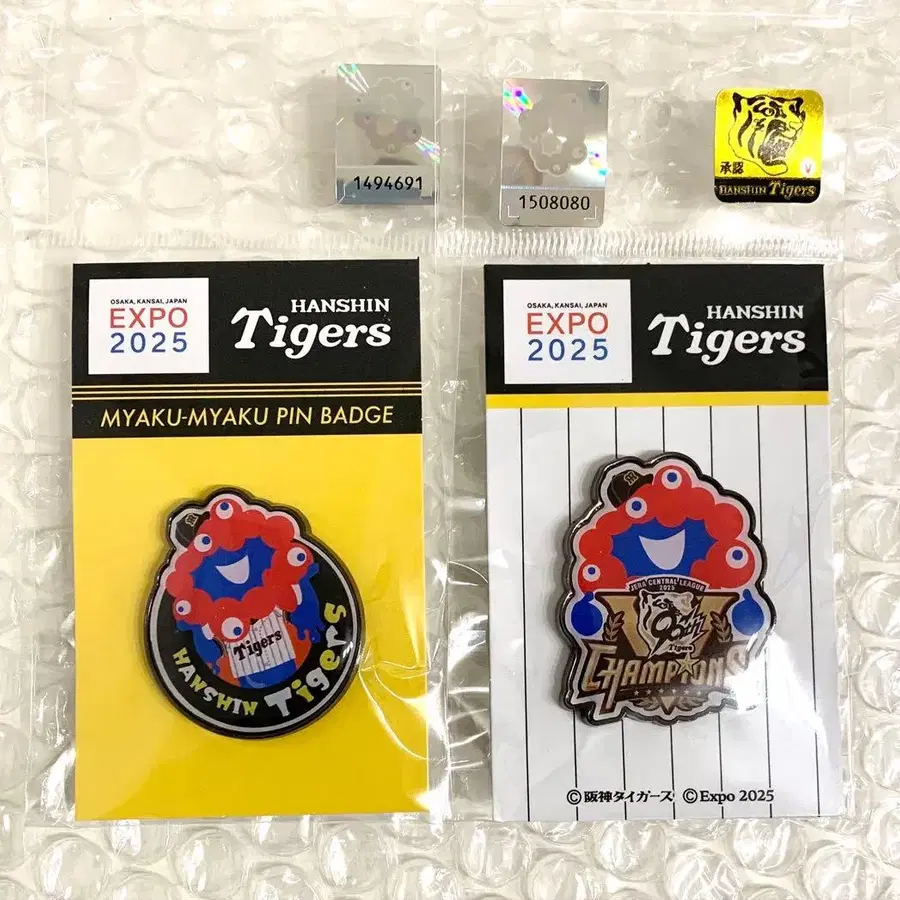 1494691
1508080
承認
HANSHIN Tigers
OSAKA, KANSAI, JAPAN
EXPO
2025
HANSHIN
Tigers
MYAKU-MYAKU PIN BADGE
Tigers
HANSHIN Tigers
OSAKA, KANSAI, JAPAN
EXPO
2025
HANSHIN
Tigers
JERA CENTRAL LEAGUE
2025
Tigers
CHAMPIONS
©阪神タイガース ©Expo 2025